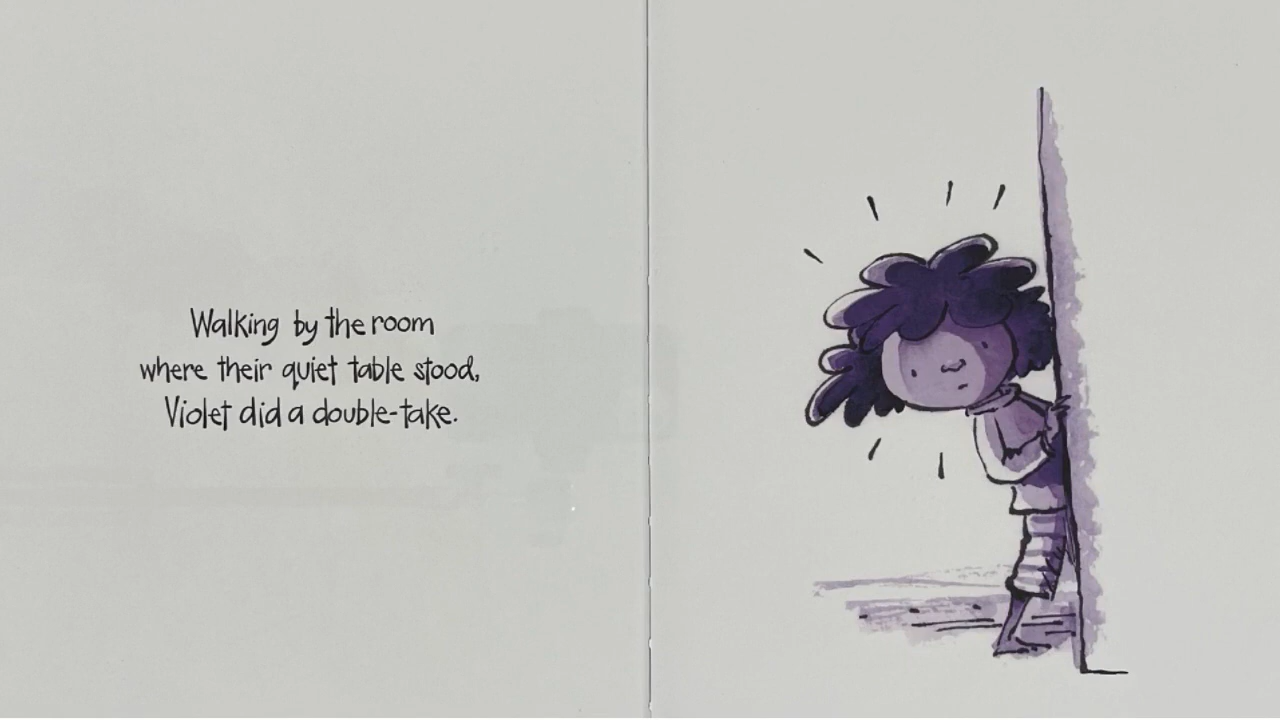 Walking by the room
where their quiet table stood,
Violet did a double-take.